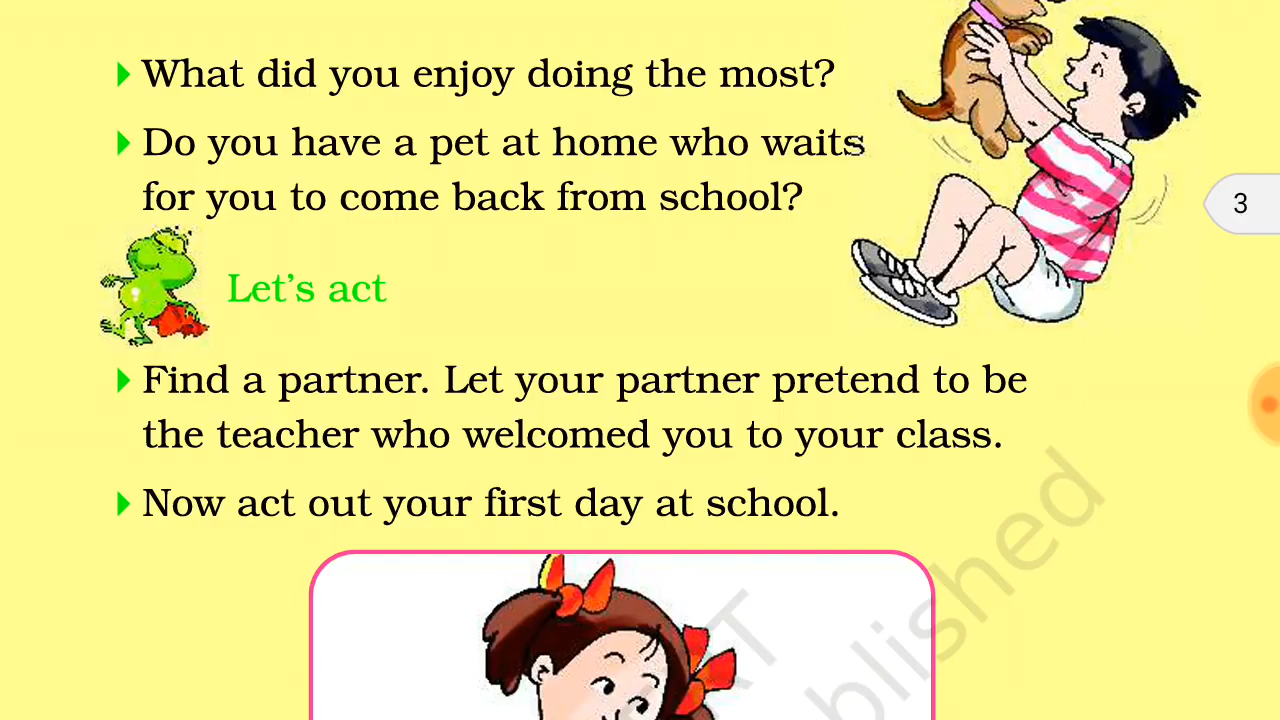 What did you enjoy doing the most?
Do you have a pet at home who waits
for you to come back from school?
3
Let's act
Find a partner. Let your partner pretend to be
the teacher who welcomed you to your class.
Now act out your first day at school.